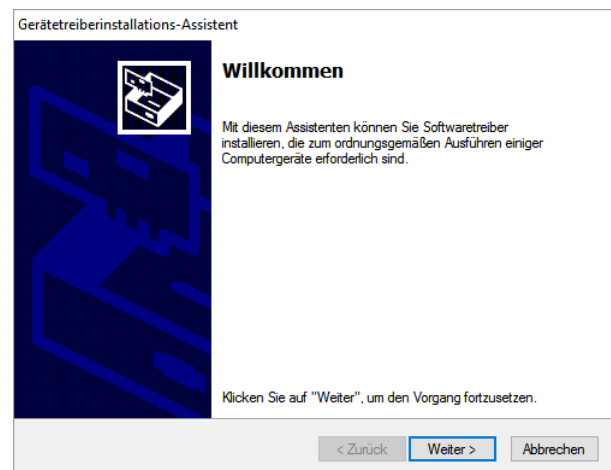 Gerätetreiberinstallations-Assistent
Willkommen
Mit diesem Assistenten können Sie Softwaretreiber
installieren, die zum ordnungsgemäßen Ausführen einiger
Computergeräte erforderlich sind.
Klicken Sie auf "Weiter", um den Vorgang fortzusetzen.
< Zurück Weiter > Abbrechen